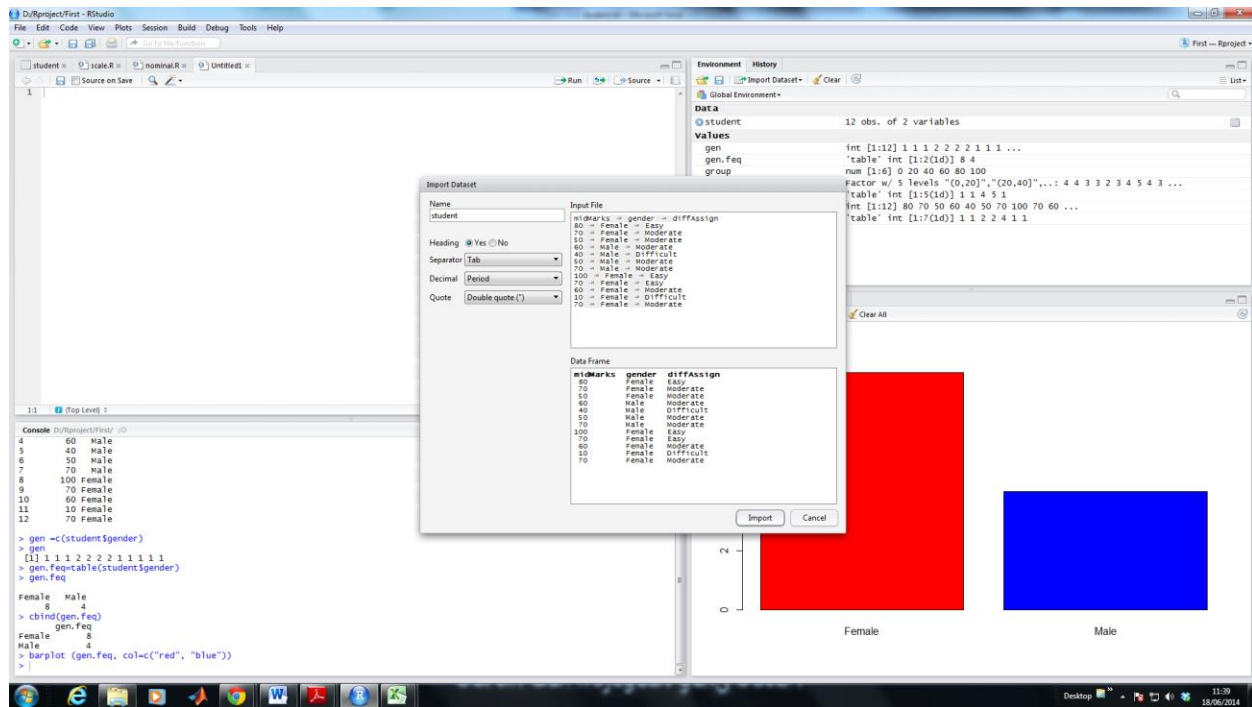 D:/Rproject/First - RStudio
File Edit Code View Plots Session Build Debug Tools Help
Go to file/function
First — Rproject
student × scale.R × nominal.R × Untitled1 ×
Source on Save Run Source
1
1:1 (Top Level)
Console D:/Rproject/First/
4 60 Male
5 40 Male
6 50 Male
7 70 Male
8 100 Female
9 70 Female
10 60 Female
11 10 Female
12 70 Female
> gen =c(student$gender)
> gen
[1] 1 1 1 2 2 2 2 1 1 1 1 1
> gen.feq=table(student$gender)
> gen.feq
Female Male
8 4
> cbind(gen.feq)
gen.feq
Female 8
Male 4
> barplot (gen.feq, col=c("red", "blue"))
>
Environment History
Import Dataset Clear List
Global Environment
Data
student 12 obs. of 2 variables
Values
gen int [1:12] 1 1 1 2 2 2 2 1 1 1 ...
gen.feq 'table' int [1:2(1d)] 8 4
group num [1:6] 0 20 40 60 80 100
Factor w/ 5 levels "(0,20]","(20,40]",..: 4 4 3 3 2 3 4 5 4 3 ...
'table' int [1:5(1d)] 1 1 4 5 1
int [1:12] 80 70 50 60 40 50 70 100 70 60 ...
'table' int [1:7(1d)] 1 1 2 2 4 1 1
Clear All
Import Dataset
Name
student
Heading Yes No
Separator Tab
Decimal Period
Quote Double quote (")
Input File
midMarks → gender → diffAssign
80 → Female → Easy
70 → Female → Moderate
50 → Female → Moderate
60 → Male → Moderate
40 → Male → Difficult
50 → Male → Moderate
70 → Male → Moderate
100 → Female → Easy
70 → Female → Easy
60 → Female → Moderate
10 → Female → Difficult
70 → Female → Moderate
Data Frame
midMarks gender diffAssign
80 Female Easy
70 Female Moderate
50 Female Moderate
60 Male Moderate
40 Male Difficult
50 Male Moderate
70 Male Moderate
100 Female Easy
70 Female Easy
60 Female Moderate
10 Female Difficult
70 Female Moderate
Import Cancel
2
0
Female Male
Desktop
11:39
18/06/2014